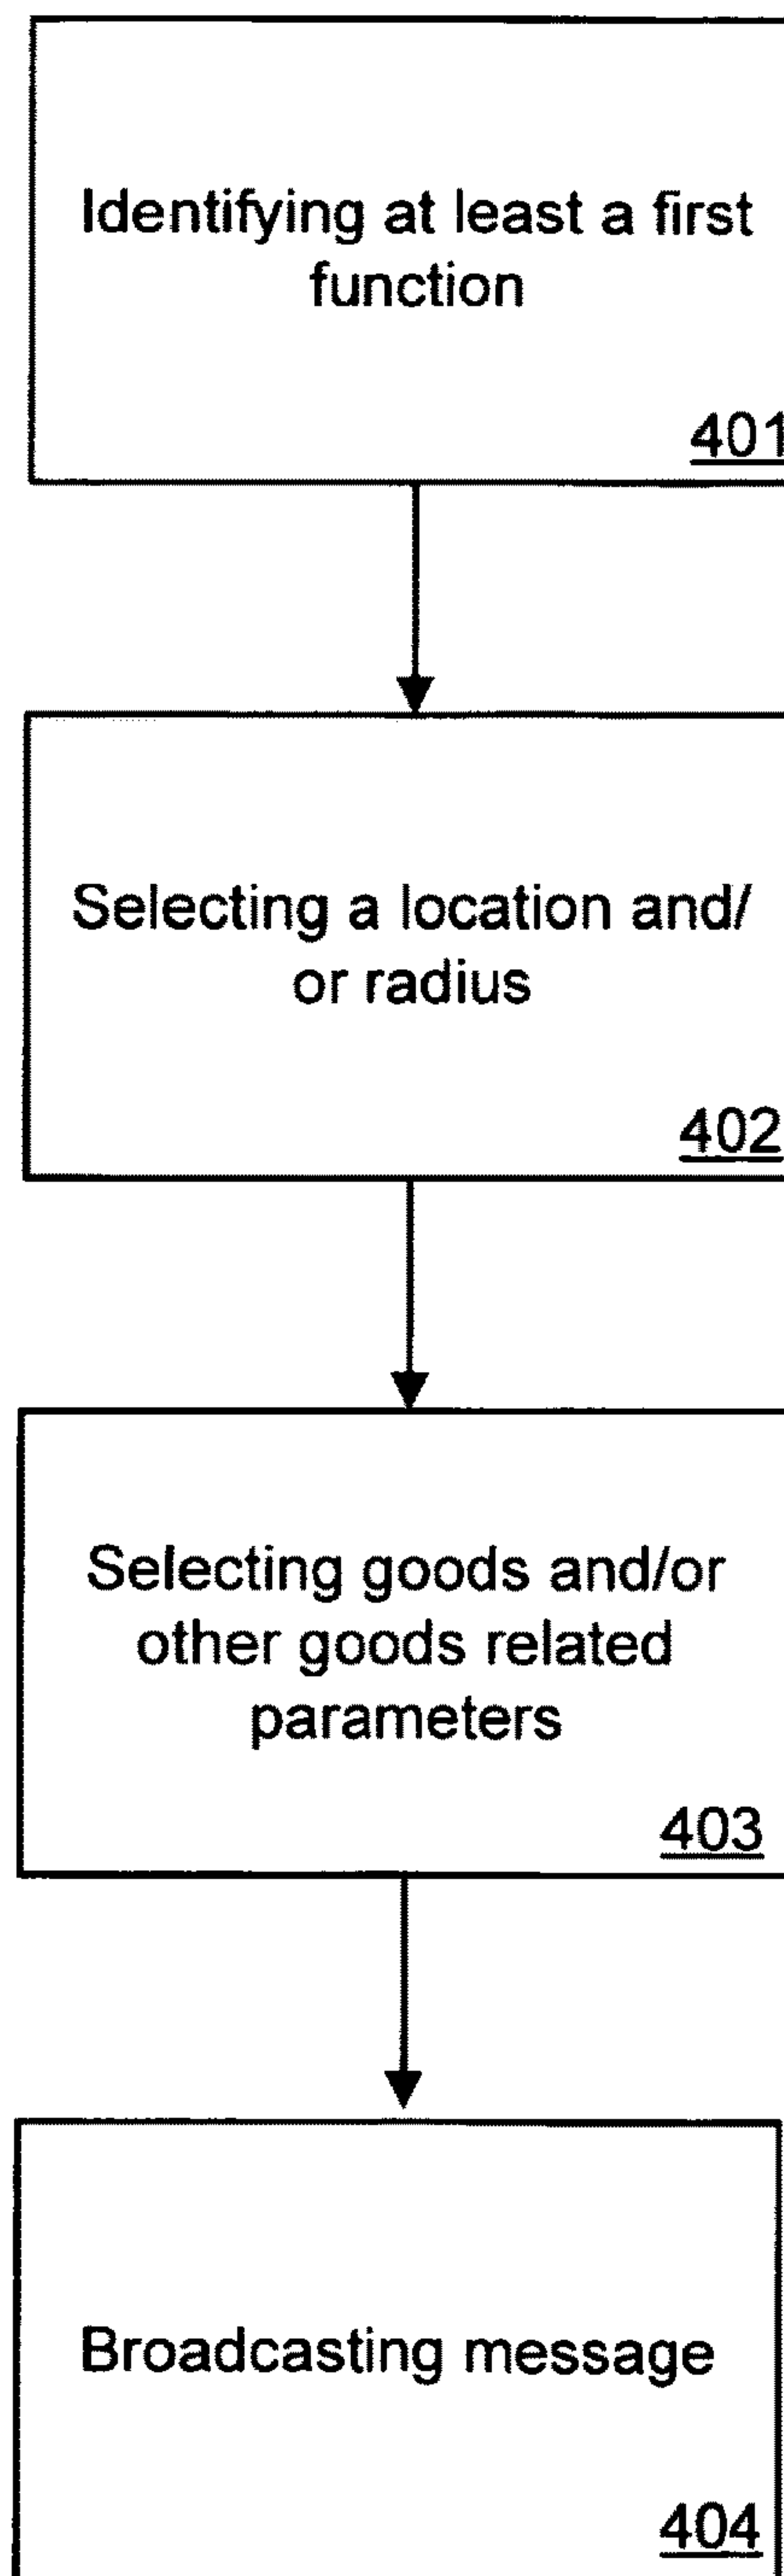 Identifying at least a first
function
401
Selecting a location and/
or radius
402
Selecting goods and/or
other goods related
parameters
403
Broadcasting message
404